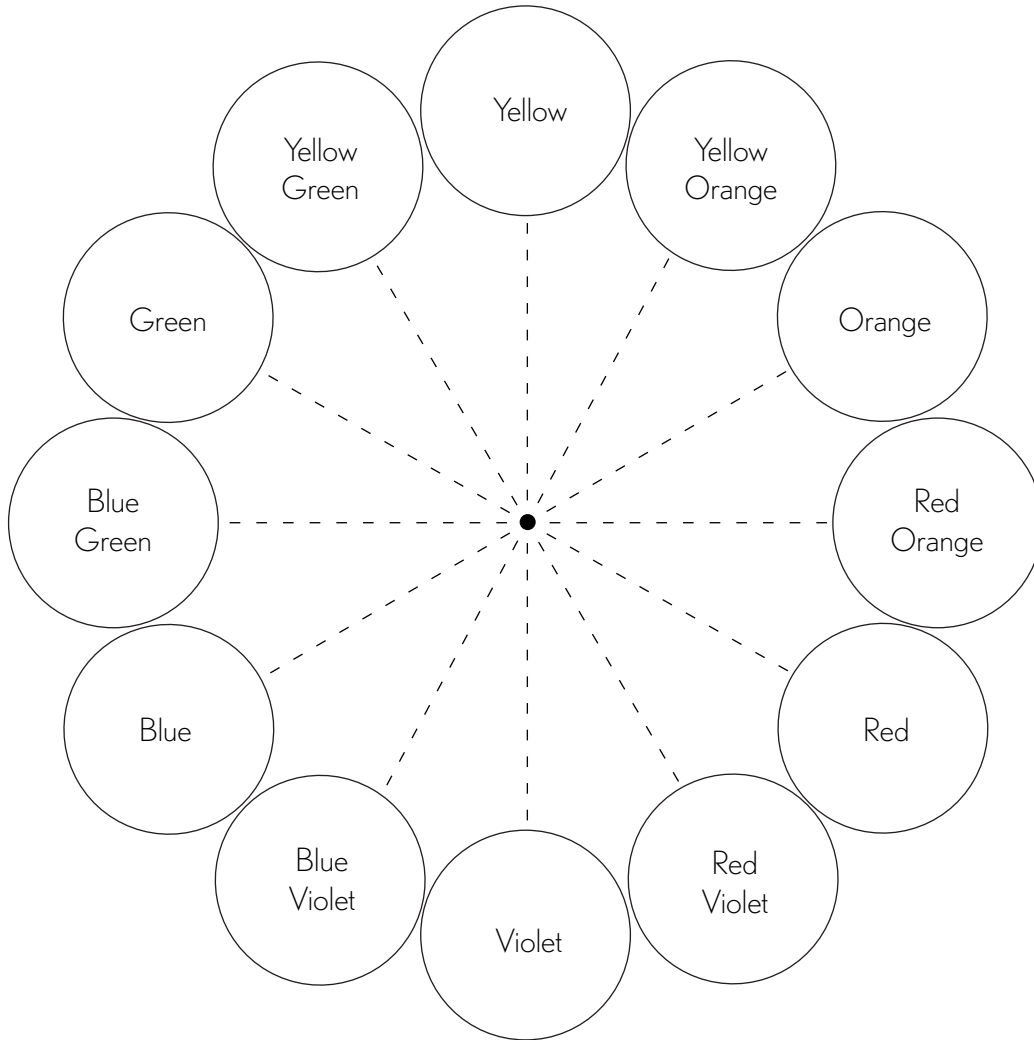 Yellow
Yellow
Orange
Orange
Red
Orange
Red
Red
Violet
Violet
Blue
Violet
Blue
Blue
Green
Green
Yellow
Green